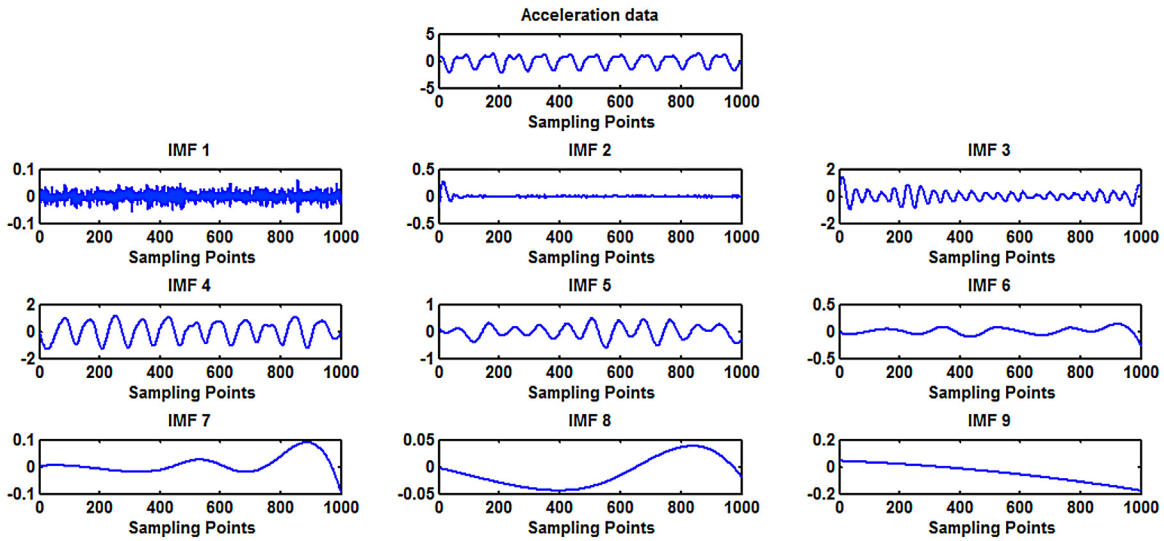 Acceleration data
5
0
-5
0 200 400 600 800 1000
Sampling Points
IMF 1
0.1
0
-0.1
0 200 400 600 800 1000
Sampling Points
IMF 2
0.5
0
-0.5
0 200 400 600 800 1000
Sampling Points
IMF 3
2
0
-2
0 200 400 600 800 1000
Sampling Points
IMF 4
2
0
-2
0 200 400 600 800 1000
Sampling Points
IMF 5
1
0
-1
0 200 400 600 800 1000
Sampling Points
IMF 6
0.5
0
-0.5
0 200 400 600 800 1000
Sampling Points
IMF 7
0.1
0
-0.1
0 200 400 600 800 1000
Sampling Points
IMF 8
0.05
0
-0.05
0 200 400 600 800 1000
Sampling Points
IMF 9
0.2
0
-0.2
0 200 400 600 800 1000
Sampling Points